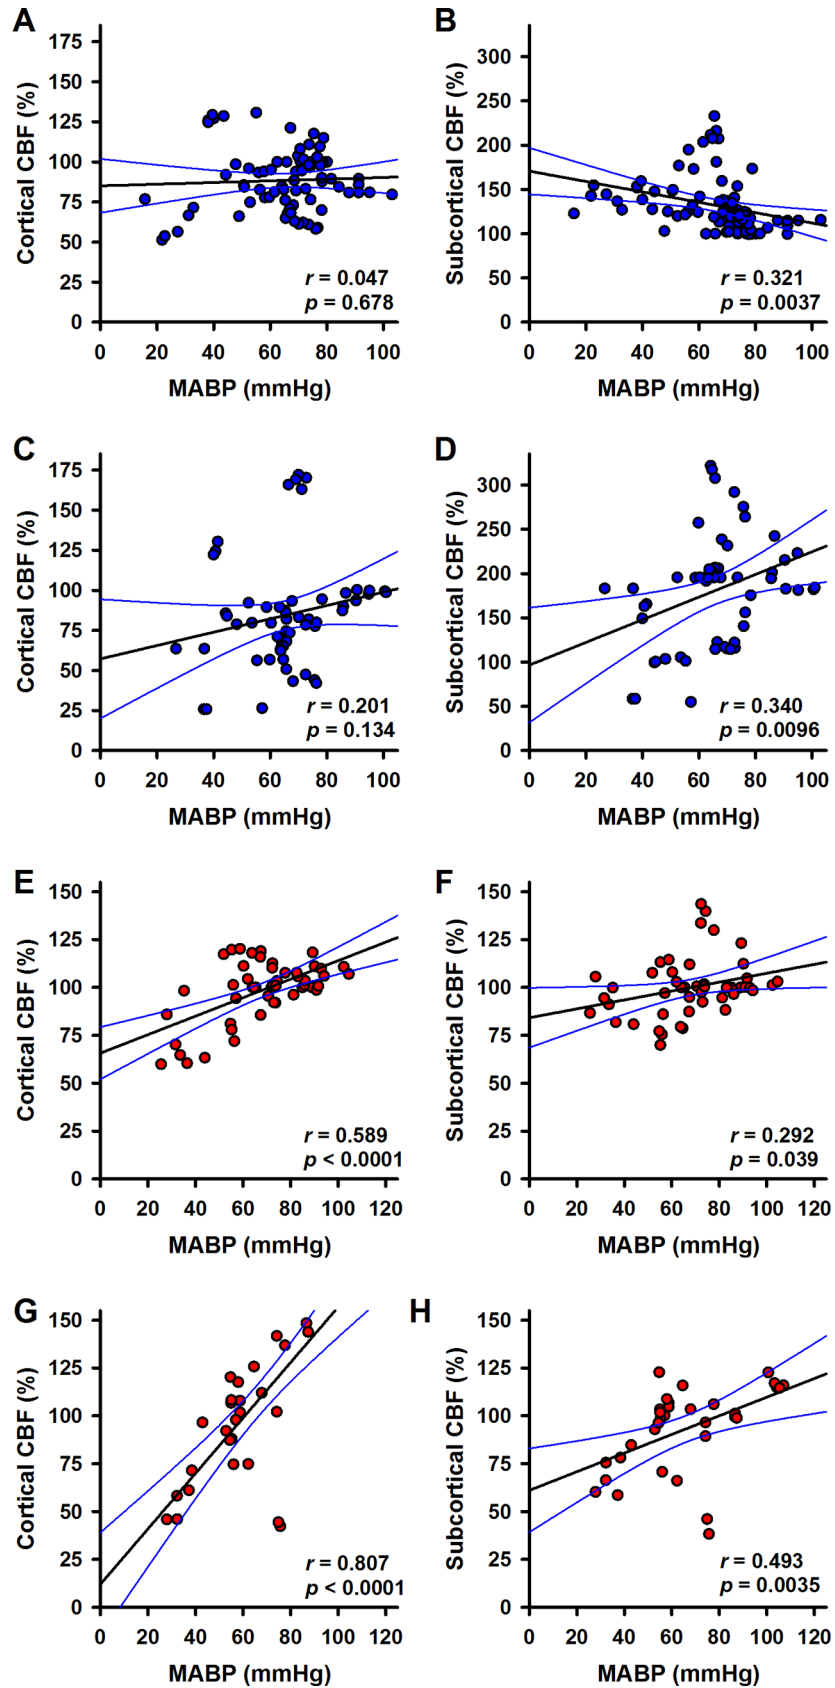 A
B
175
150
125
100
75
50
25
0
Cortical CBF (%)
r = 0.047
p = 0.678
0 20 40 60 80 100
MABP (mmHg)
300
250
200
150
100
50
0
Subcortical CBF (%)
r = 0.321
p = 0.0037
0 20 40 60 80 100
MABP (mmHg)
C
D
175
150
125
100
75
50
25
0
Cortical CBF (%)
r = 0.201
p = 0.134
0 20 40 60 80 100
MABP (mmHg)
300
250
200
150
100
50
0
Subcortical CBF (%)
r = 0.340
p = 0.0096
0 20 40 60 80 100
MABP (mmHg)
E
F
150
125
100
75
50
25
0
Cortical CBF (%)
r = 0.589
p < 0.0001
0 20 40 60 80 100 120
MABP (mmHg)
150
125
100
75
50
25
0
Subcortical CBF (%)
r = 0.292
p = 0.039
0 20 40 60 80 100 120
MABP (mmHg)
G
H
150
125
100
75
50
25
0
Cortical CBF (%)
r = 0.807
p < 0.0001
0 20 40 60 80 100 120
MABP (mmHg)
150
125
100
75
50
25
0
Subcortical CBF (%)
r = 0.493
p = 0.0035
0 20 40 60 80 100 120
MABP (mmHg)